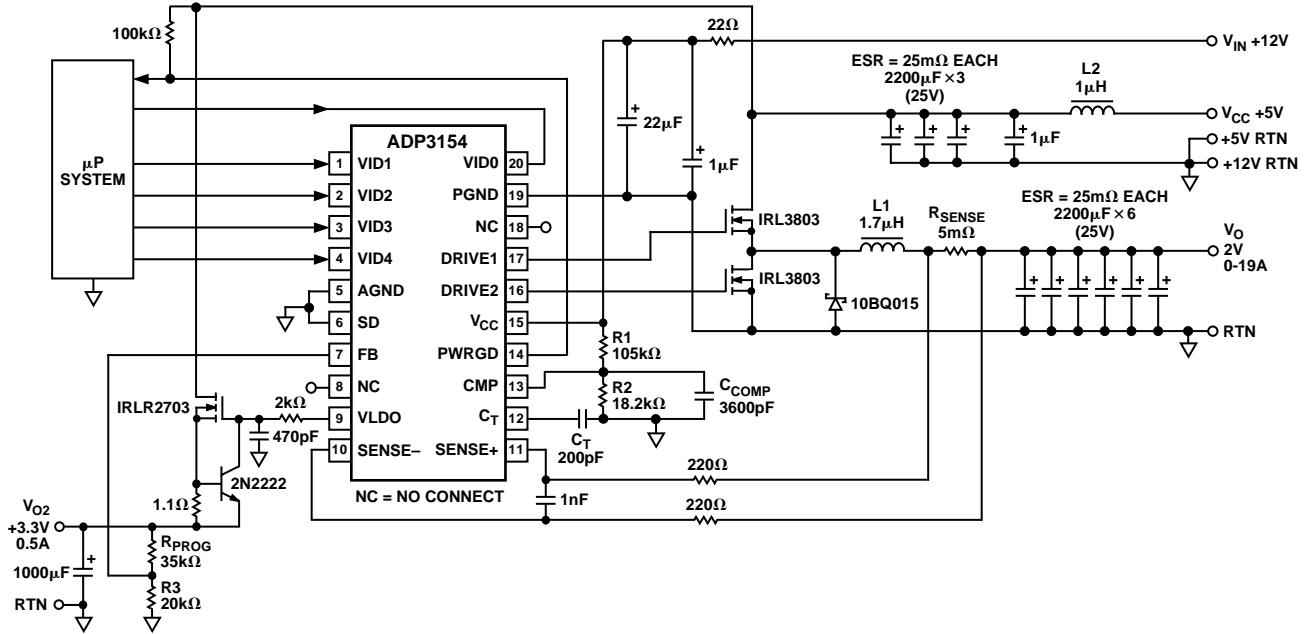 100kΩ
22Ω
V_IN +12V
ESR = 25mΩ EACH
2200μF × 3
(25V)
L2
1μH
V_CC +5V
+5V RTN
+12V RTN
22μF
1μF
1μF
μP
SYSTEM
ADP3154
1 VID1
2 VID2
3 VID3
4 VID4
5 AGND
6 SD
7 FB
8 NC
9 VLDO
10 SENSE–
VID0 20
PGND 19
NC 18
DRIVE1 17
DRIVE2 16
V_CC 15
PWRGD 14
CMP 13
C_T 12
SENSE+ 11
NC = NO CONNECT
IRL3803
IRL3803
L1
1.7μH
R_SENSE
5mΩ
ESR = 25mΩ EACH
2200μF × 6
(25V)
V_O
2V
0-19A
10BQ015
RTN
R1
105kΩ
R2
18.2kΩ
C_COMP
3600pF
C_T
200pF
IRLR2703
2kΩ
470pF
2N2222
1.1Ω
220Ω
1nF
220Ω
V_O2
+3.3V
0.5A
R_PROG
35kΩ
1000μF
R3
20kΩ
RTN